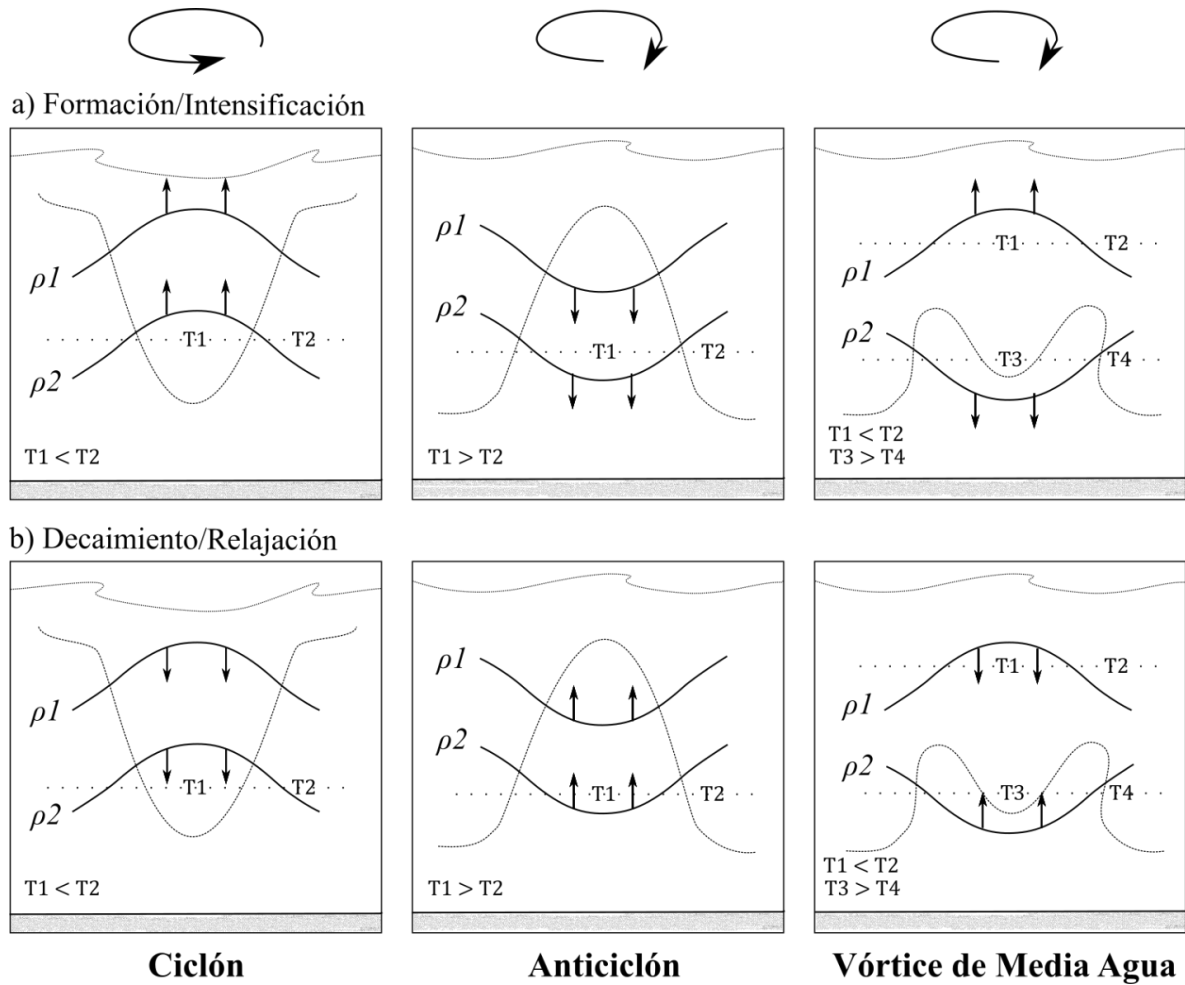 a) Formación/Intensificación
ρ1
ρ2
T1
T2
T1 < T2
ρ1
ρ2
T1
T2
T1 > T2
ρ1
T1
T2
ρ2
T3
T4
T1 < T2
T3 > T4
b) Decaimiento/Relajación
ρ1
ρ2
T1
T2
T1 < T2
ρ1
ρ2
T1
T2
T1 > T2
T1
T2
ρ1
ρ2
T3
T4
T1 < T2
T3 > T4
Ciclón
Anticiclón
Vórtice de Media Agua